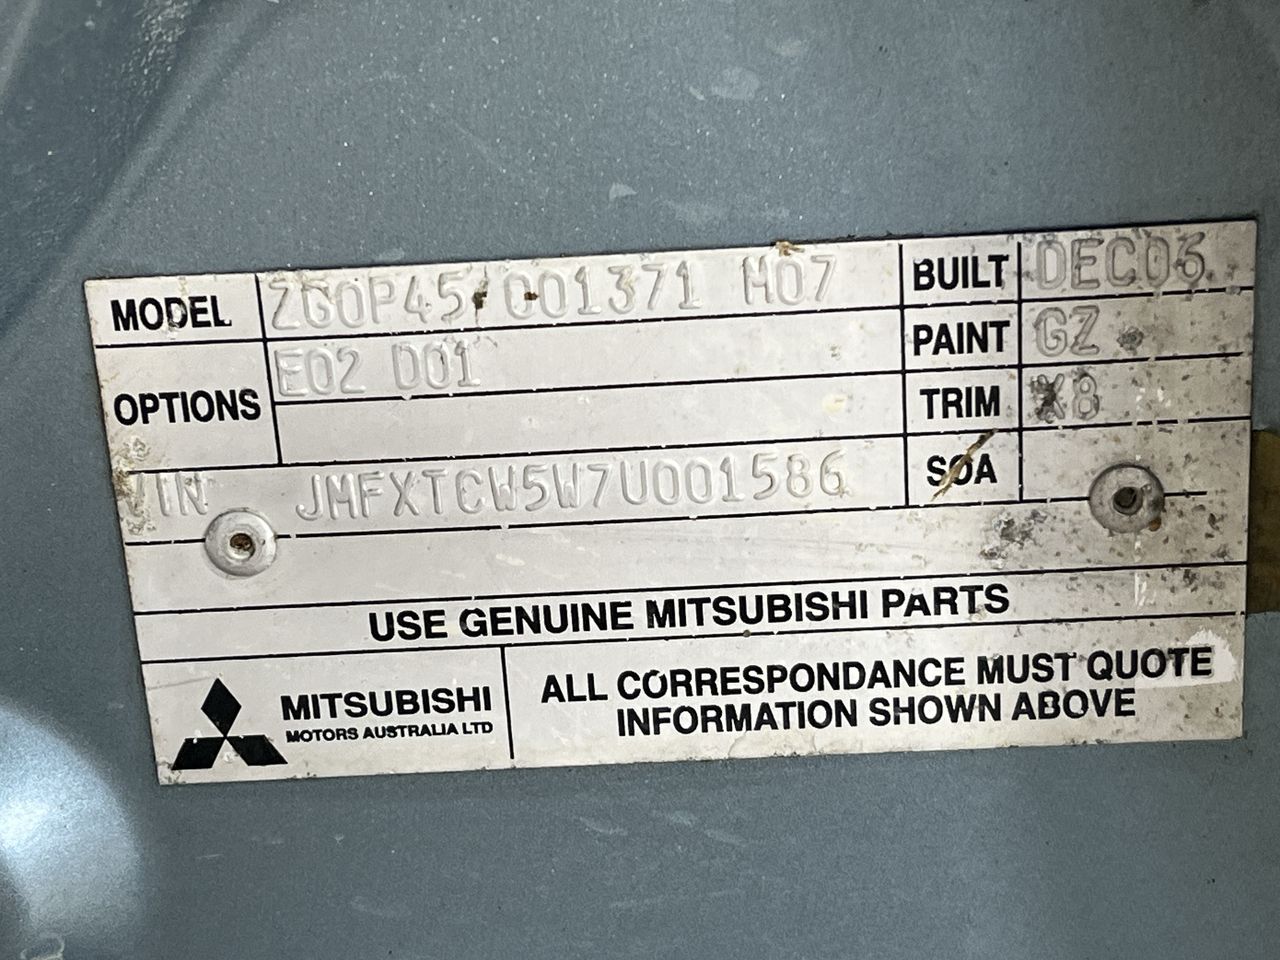 MODEL ZG0P45/001371 M07 BUILT DEC06
OPTIONS E02 D01 PAINT GZ
TRIM X8
VIN JMFXTCW5W7U001586 SOA
USE GENUINE MITSUBISHI PARTS
MITSUBISHI
MOTORS AUSTRALIA LTD
ALL CORRESPONDANCE MUST QUOTE
INFORMATION SHOWN ABOVE